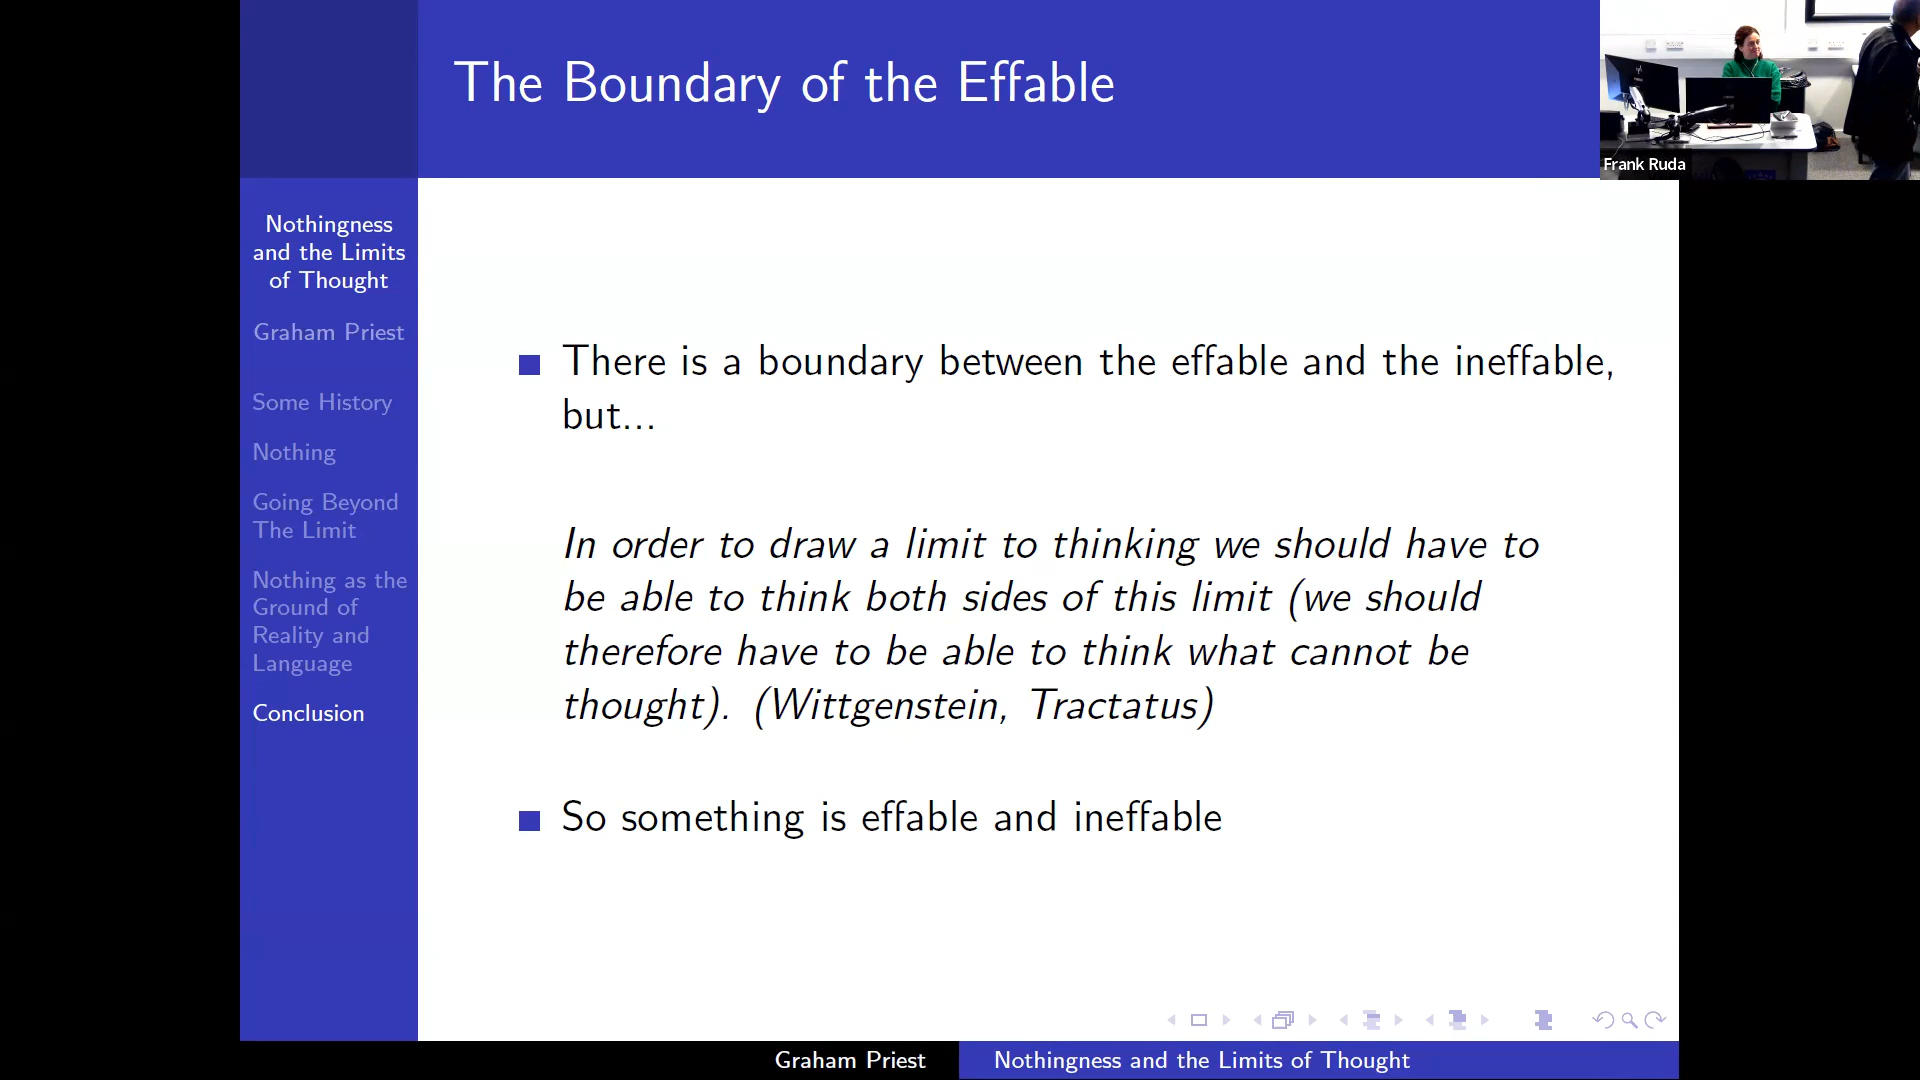 The Boundary of the Effable
Frank Ruda
Nothingness
and the Limits
of Thought
Graham Priest
Some History
Nothing
Going Beyond
The Limit
Nothing as the
Ground of
Reality and
Language
Conclusion
There is a boundary between the effable and the ineffable,
but...
In order to draw a limit to thinking we should have to
be able to think both sides of this limit (we should
therefore have to be able to think what cannot be
thought). (Wittgenstein, Tractatus)
So something is effable and ineffable
Graham Priest
Nothingness and the Limits of Thought